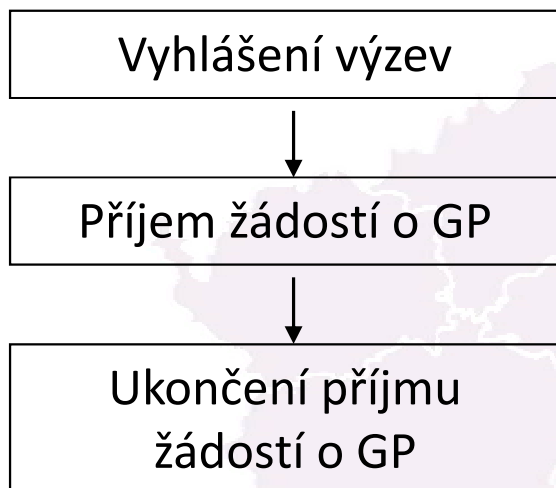 Vyhlášení výzev
Příjem žádostí o GP
Ukončení příjmu
žádostí o GP